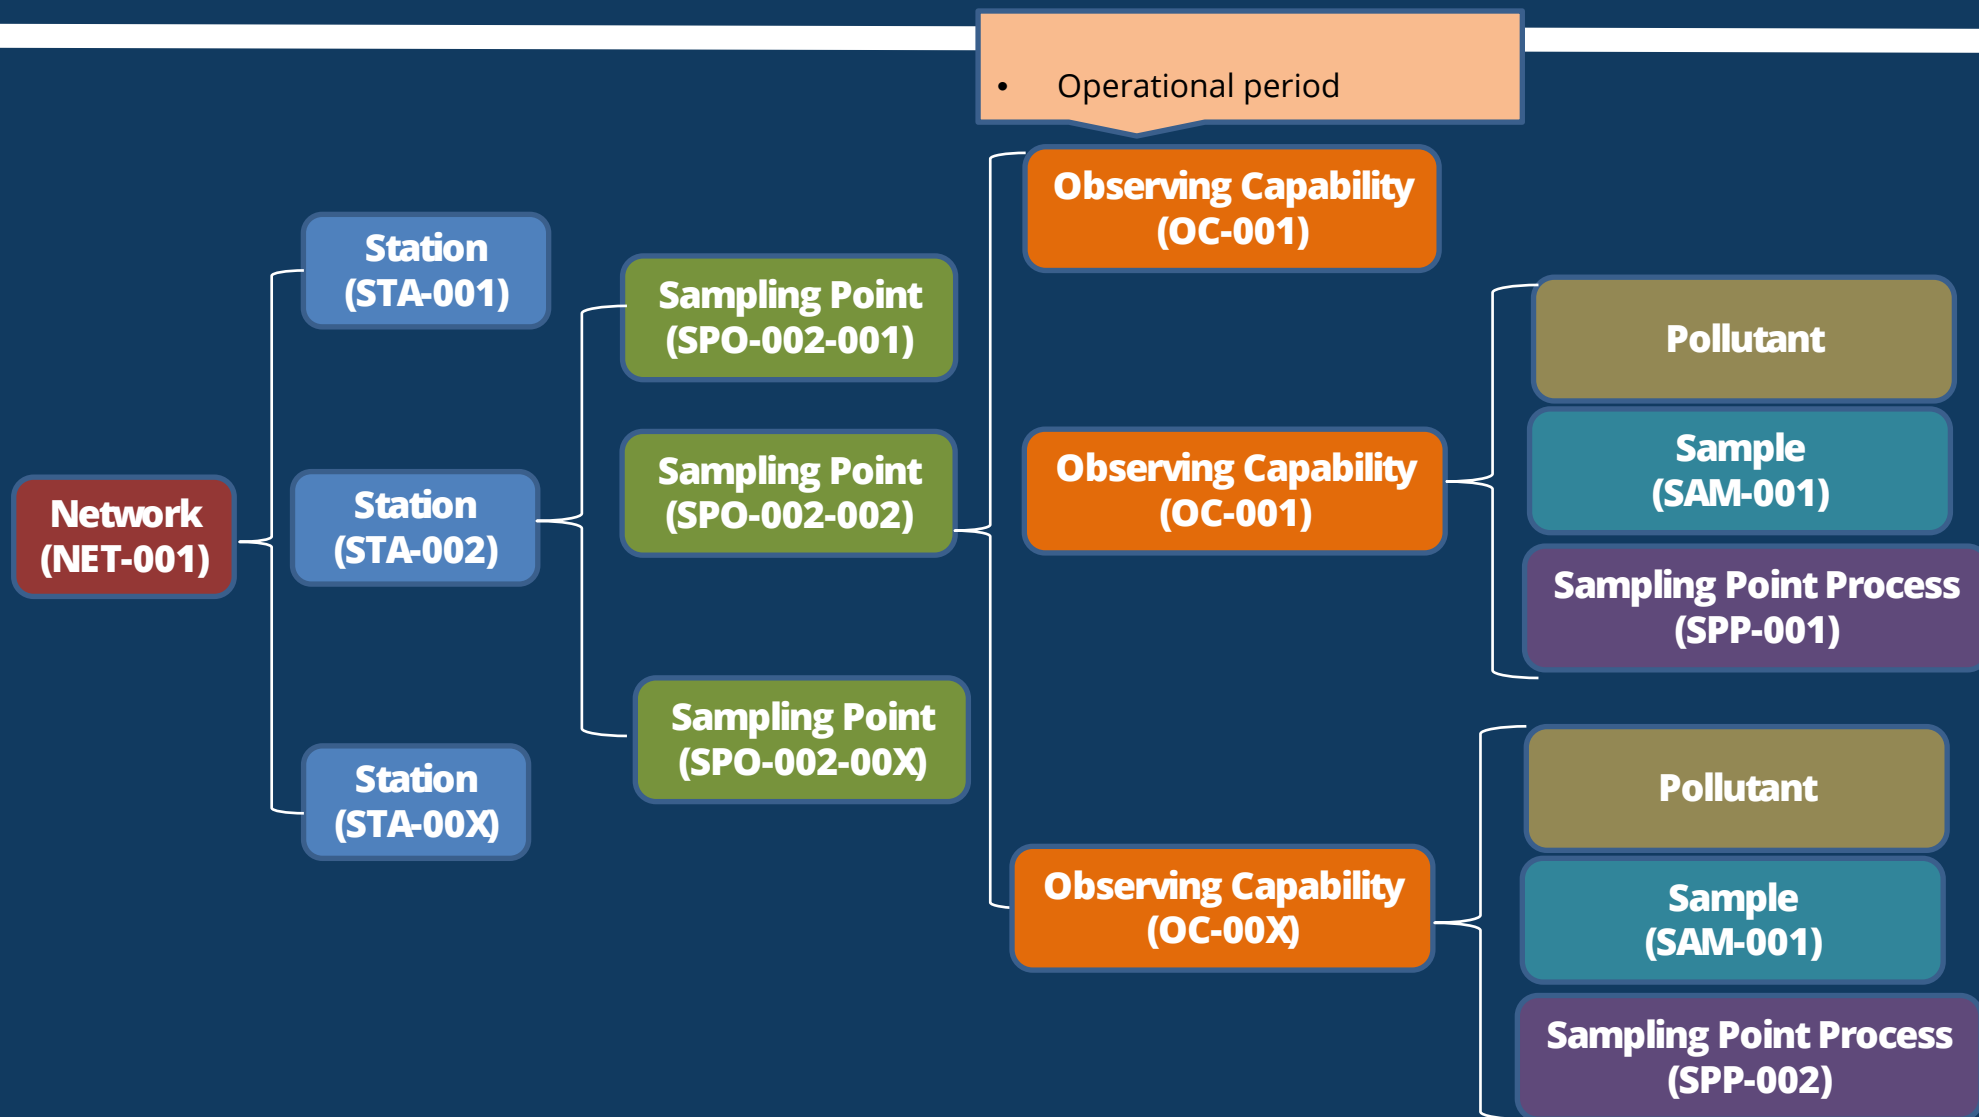 • Operational period
Network
(NET-001)
Station
(STA-001)
Station
(STA-002)
Station
(STA-00X)
Sampling Point
(SPO-002-001)
Sampling Point
(SPO-002-002)
Sampling Point
(SPO-002-00X)
Observing Capability
(OC-001)
Observing Capability
(OC-001)
Observing Capability
(OC-00X)
Pollutant
Sample
(SAM-001)
Sampling Point Process
(SPP-001)
Pollutant
Sample
(SAM-001)
Sampling Point Process
(SPP-002)